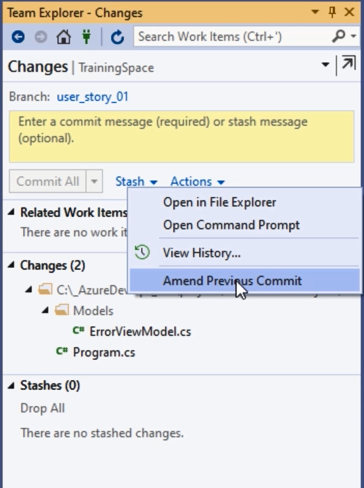 Team Explorer - Changes
Search Work Items (Ctrl+')
Changes | TrainingSpace
Branch: user_story_01
Enter a commit message (required) or stash message
(optional).
Commit All Stash Actions
Open in File Explorer
Open Command Prompt
View History...
Amend Previous Commit
Related Work Items
There are no work it
Changes (2)
C:\_AzureDev
Models
C# ErrorViewModel.cs
C# Program.cs
Stashes (0)
Drop All
There are no stashed changes.